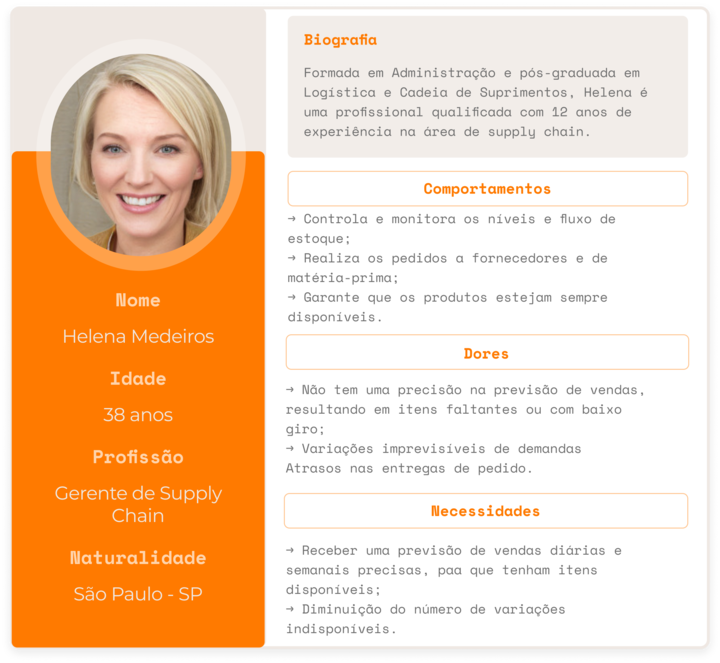 Nome
Helena Medeiros
Idade
38 anos
Profissão
Gerente de Supply
Chain
Naturalidade
São Paulo - SP
Biografia
Formada em Administração e pós-graduada em
Logística e Cadeia de Suprimentos, Helena é
uma profissional qualificada com 12 anos de
experiência na área de supply chain.
Comportamentos
→ Controla e monitora os níveis e fluxo de
estoque;
→ Realiza os pedidos a fornecedores e de
matéria-prima;
→ Garante que os produtos estejam sempre
disponíveis.
Dores
→ Não tem uma precisão na previsão de vendas,
resultando em itens faltantes ou com baixo
giro;
→ Variações imprevisíveis de demandas
Atrasos nas entregas de pedido.
Necessidades
→ Receber uma previsão de vendas diárias e
semanais precisas, paa que tenham itens
disponíveis;
→ Diminuição do número de variações
indisponíveis.